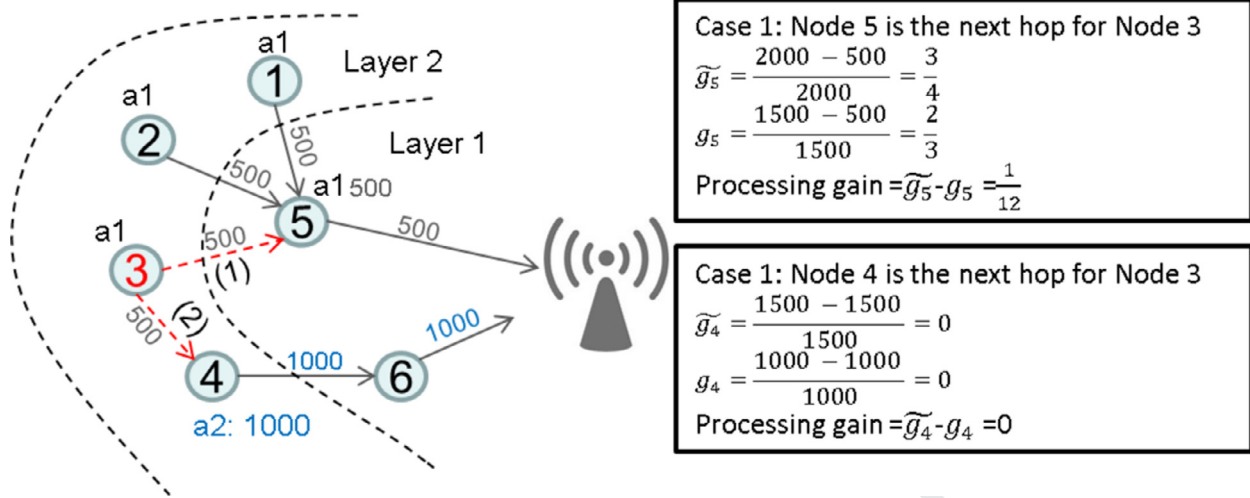 a1
1
Layer 2
a1
2
500
Layer 1
500
a1 500
5
a1
3
500
(1)
500
500
(2)
4
1000
6
1000
a2: 1000
Case 1: Node 5 is the next hop for Node 3
g̃₅ = (2000 − 500)/2000 = 3/4
g₅ = (1500 − 500)/1500 = 2/3
Processing gain =g̃₅-g₅ =1/12
Case 1: Node 4 is the next hop for Node 3
g̃₄ = (1500 − 1500)/1500 = 0
g₄ = (1000 − 1000)/1000 = 0
Processing gain =g̃₄-g₄ =0